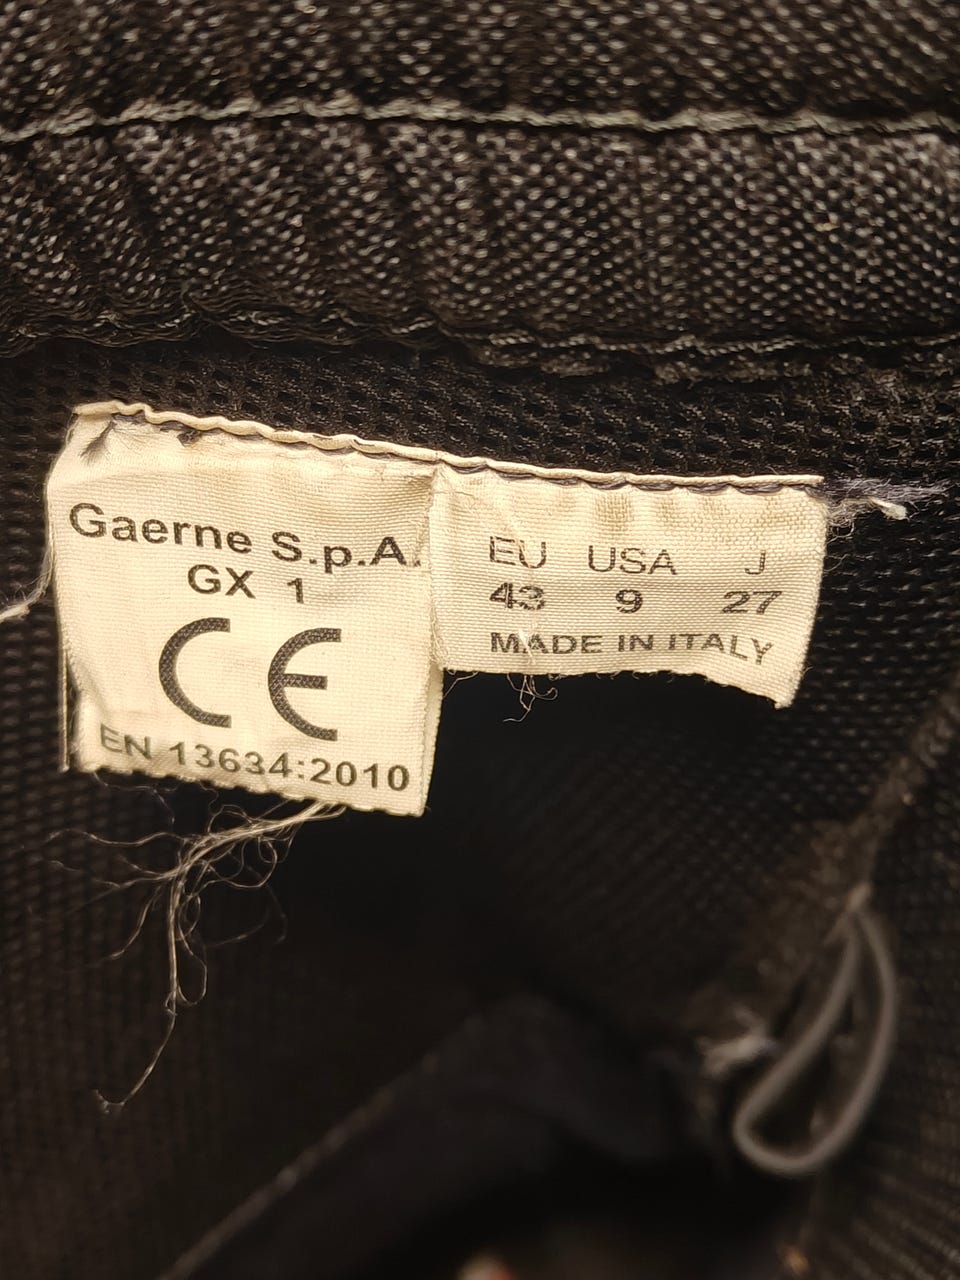 Gaerne S.p.A.
GX 1
CE
EN 13634:2010
EU USA J
43 9 27
MADE IN ITALY